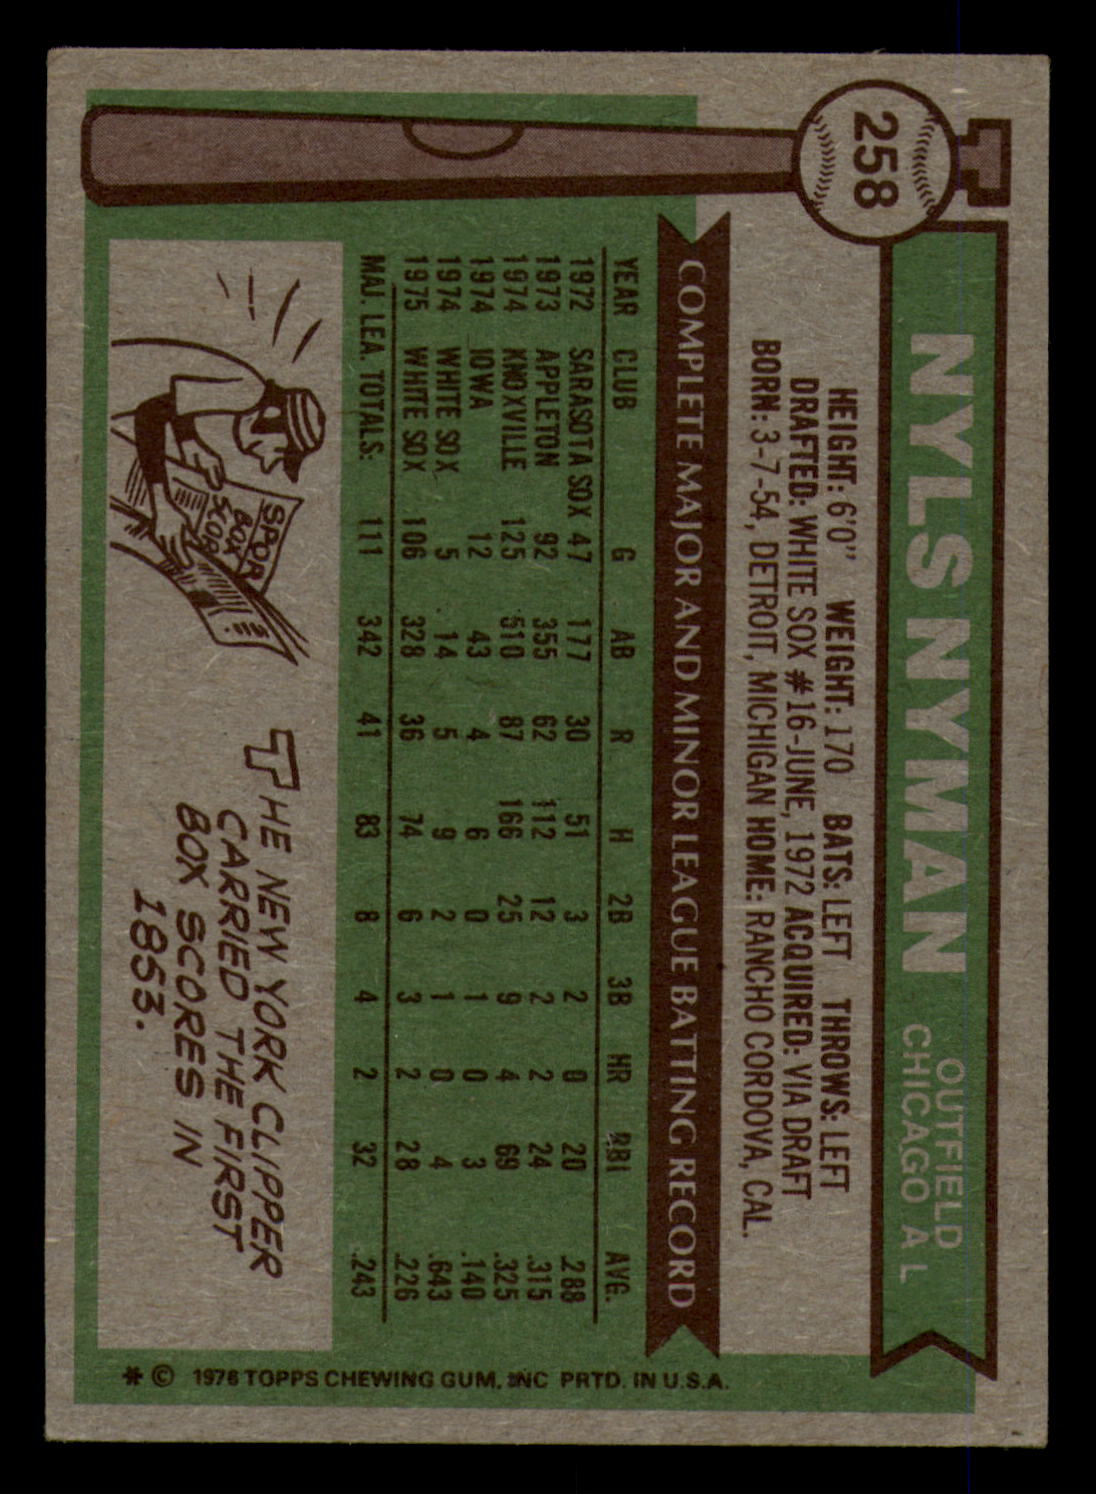 258
NYLS NYMAN
OUTFIELD
CHICAGO A L
HEIGHT: 6'0" WEIGHT: 170 BATS: LEFT THROWS: LEFT
DRAFTED: WHITE SOX #16-JUNE, 1972 ACQUIRED: VIA DRAFT
BORN: 3-7-54, DETROIT, MICHIGAN HOME: RANCHO CORDOVA, CAL.
COMPLETE MAJOR AND MINOR LEAGUE BATTING RECORD
YEAR CLUB G AB R H 2B 3B HR RBI AVG.
1972 SARASOTA SOX 47 177 30 51 3 2 0 20 .288
1973 APPLETON 92 355 62 112 12 2 2 24 .315
1974 KNOXVILLE 125 510 87 166 25 9 4 69 .325
1974 IOWA 12 43 4 6 0 1 0 3 .140
1974 WHITE SOX 5 14 5 9 2 1 0 4 .643
1975 WHITE SOX 106 328 36 74 6 3 2 28 .226
MAJ. LEA. TOTALS: 111 342 41 83 8 4 2 32 .243
SPOR
BOX
SCOR
THE NEW YORK CLIPPER
CARRIED THE FIRST
BOX SCORES IN
1853.
* © 1976 TOPPS CHEWING GUM, INC PRTD. IN U.S.A.